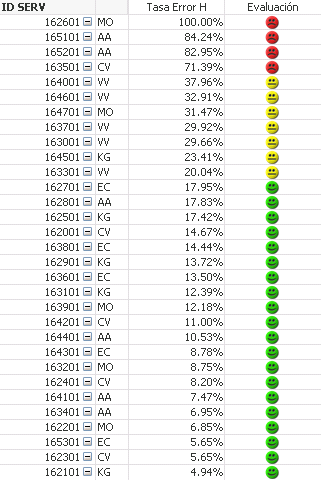 ID SERV Tasa Error H Evaluación
162601 MO 100.00%
165101 AA 84.24%
165201 AA 82.95%
163501 CV 71.39%
164001 VV 37.96%
164601 VV 32.91%
164701 MO 31.47%
163701 VV 29.92%
163001 VV 29.66%
164501 KG 23.41%
163301 VV 20.04%
162701 EC 17.95%
162801 AA 17.83%
162501 KG 17.42%
162001 CV 14.67%
163801 EC 14.44%
162901 KG 13.72%
163601 EC 13.50%
163101 KG 12.39%
163901 MO 12.18%
164201 CV 11.00%
164401 AA 10.53%
164301 EC 8.78%
163201 MO 8.75%
162401 CV 8.20%
164101 AA 7.47%
163401 AA 6.95%
162201 MO 6.85%
165301 EC 5.65%
162301 CV 5.65%
162101 KG 4.94%